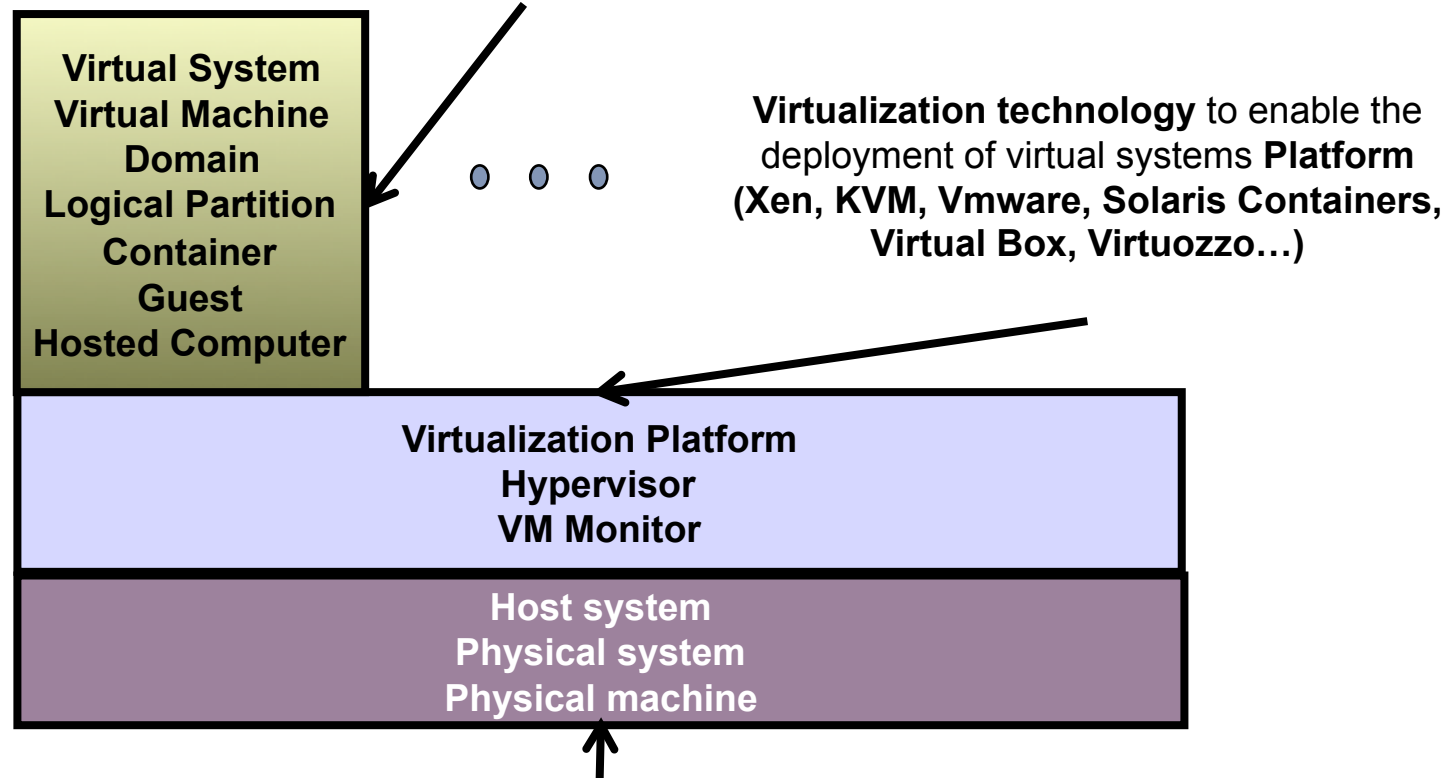 Virtual System
Virtual Machine
Domain
Logical Partition
Container
Guest
Hosted Computer
Virtualization technology to enable the
deployment of virtual systems Platform
(Xen, KVM, Vmware, Solaris Containers,
Virtual Box, Virtuozzo…)
Virtualization Platform
Hypervisor
VM Monitor
Host system
Physical system
Physical machine